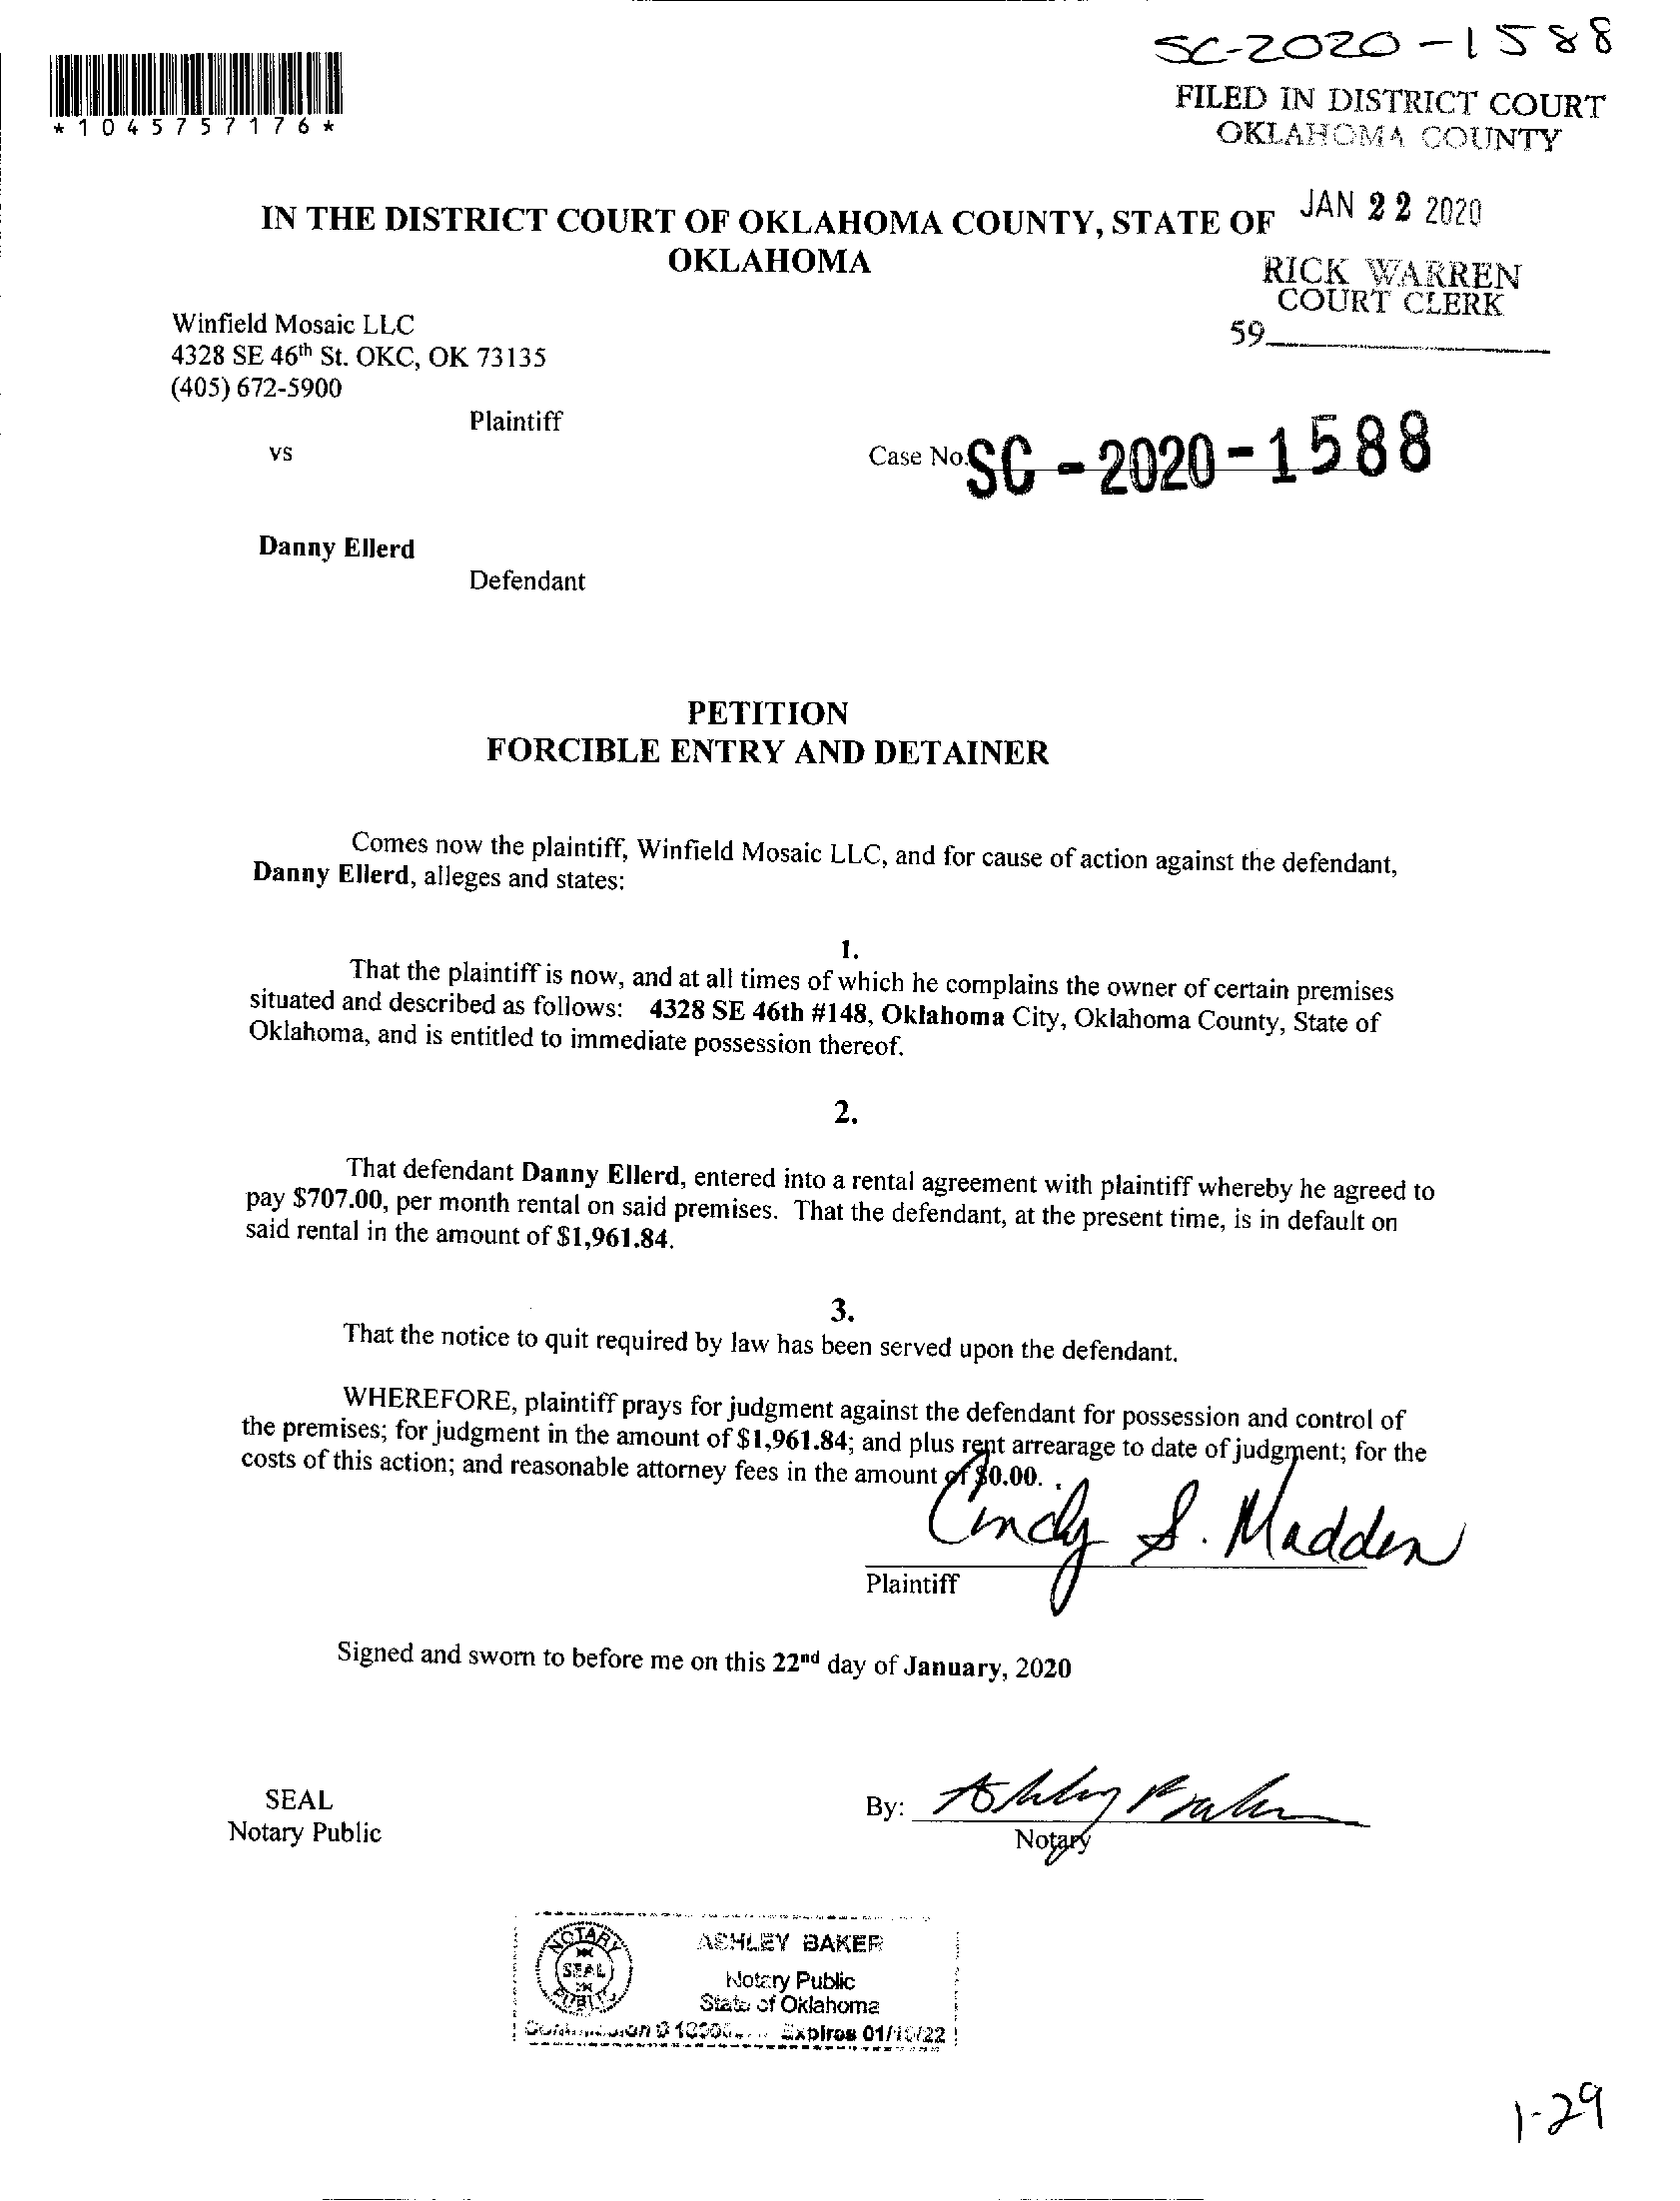 SC-2020-1588
*1045757176*
FILED IN DISTRICT COURT
OKLAHOMA COUNTY
JAN 22 2020
IN THE DISTRICT COURT OF OKLAHOMA COUNTY, STATE OF
OKLAHOMA
RICK WARREN
COURT CLERK
59
Winfield Mosaic LLC
4328 SE 46th St. OKC, OK 73135
(405) 672-5900
Plaintiff
vs
Case No. SC-2020-1588
Danny Ellerd
Defendant
PETITION
FORCIBLE ENTRY AND DETAINER
Comes now the plaintiff, Winfield Mosaic LLC, and for cause of action against the defendant,
Danny Ellerd, alleges and states:
1.
That the plaintiff is now, and at all times of which he complains the owner of certain premises
situated and described as follows: 4328 SE 46th #148, Oklahoma City, Oklahoma County, State of
Oklahoma, and is entitled to immediate possession thereof.
2.
That defendant Danny Ellerd, entered into a rental agreement with plaintiff whereby he agreed to
pay $707.00, per month rental on said premises. That the defendant, at the present time, is in default on
said rental in the amount of $1,961.84.
3.
That the notice to quit required by law has been served upon the defendant.
WHEREFORE, plaintiff prays for judgment against the defendant for possession and control of
the premises; for judgment in the amount of $1,961.84; and plus rent arrearage to date of judgment; for the
costs of this action; and reasonable attorney fees in the amount of $0.00. .
Cindy S. Madden
Plaintiff
Signed and sworn to before me on this 22nd day of January, 2020
SEAL
Notary Public
By: Ashley Baker
Notary
NOTARY
SEAL
PUBLIC
ASHLEY BAKER
Notary Public
State of Oklahoma
Commission # Expires
1-29